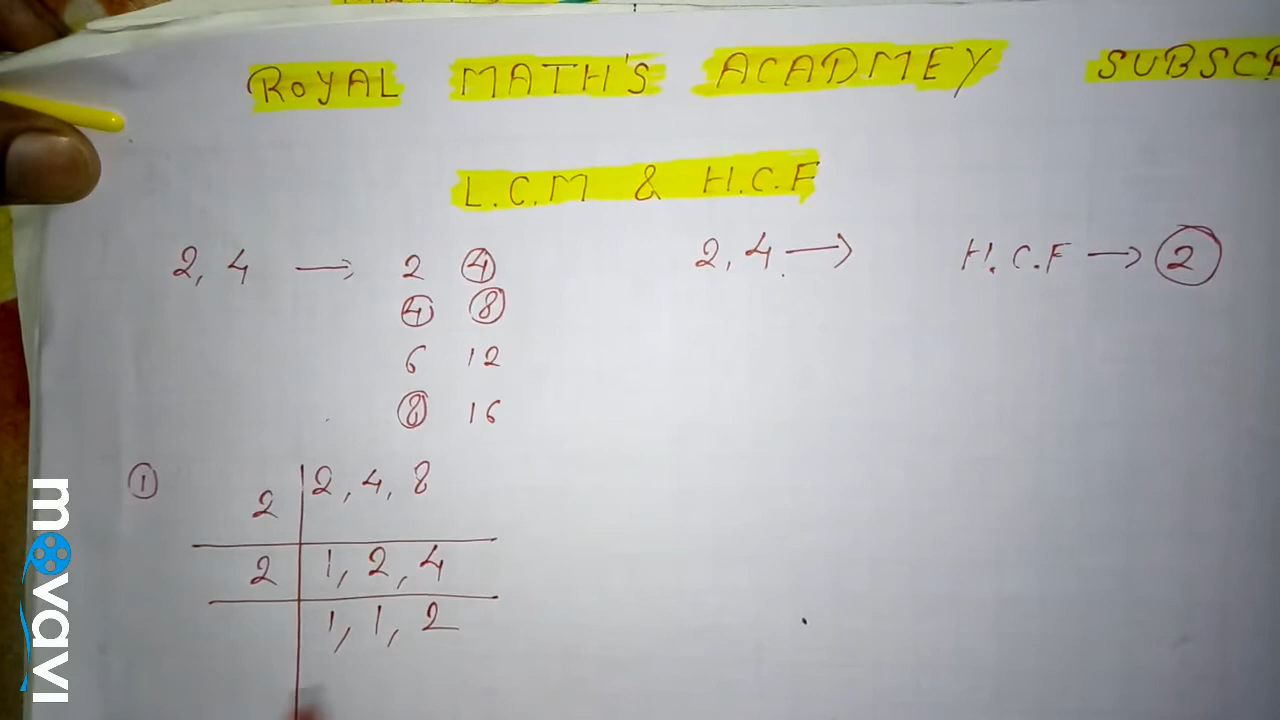 ROYAL MATH'S ACADMEY SUBSCR
L.C.M & H.C.F
2, 4 → 2 4
4 8
6 12
8 16
2, 4 → H.C.F → 2
1
2 | 2, 4, 8
2 | 1, 2, 4
1, 1, 2
movavi